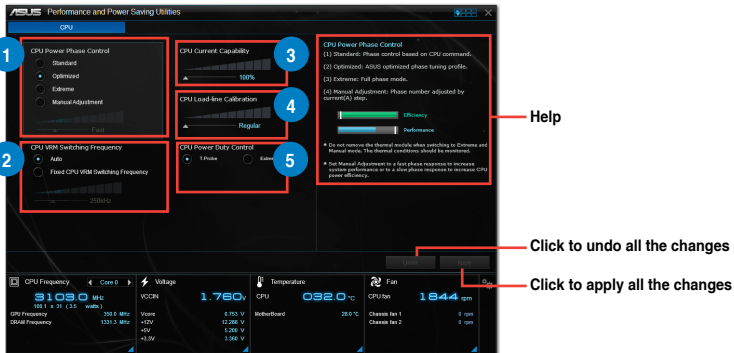 ASUS Performance and Power Saving Utilities
CPU
1
CPU Power Phase Control
Standard
Optimized
Extreme
Manual Adjustment
Fast
2
CPU VRM Switching Frequency
Auto
Fixed CPU VRM Switching Frequency
250kHz
CPU Current Capability
3
100%
CPU Load-line Calibration
4
Regular
CPU Power Duty Control
5
T.Probe
Extre
CPU Power Phase Control
(1) Standard: Phase control based on CPU command.
(2) Optimized: ASUS optimized phase tuning profile.
(3) Extreme: Full phase mode.
(4) Manual Adjustment: Phase number adjusted by
current(A) step.
Efficiency
Performance
* Do not remove the thermal module when switching to Extreme and
Manual mode. The thermal conditions should be monitored.
* Set Manual Adjustment to a fast phase response to increase
system performance or to a slow phase response to increase CPU
power efficiency.
Help
Undo
Apply
Click to undo all the changes
Click to apply all the changes
CPU Frequency
Core 0
3103.0 MHz
100.1 x 31 (3.5 watts)
GPU Frequency 350.0 MHz
DRAM Frequency 1331.3 MHz
Voltage
VCCIN 1.760v
Vcore 0.753 V
+12V 12.288 V
+5V 5.200 V
+3.3V 3.360 V
Temperature
CPU 032.0 °C
MotherBoard 28.0 °C
Fan
CPU fan 1844 rpm
Chassis fan 1 0 rpm
Chassis fan 2 0 rpm